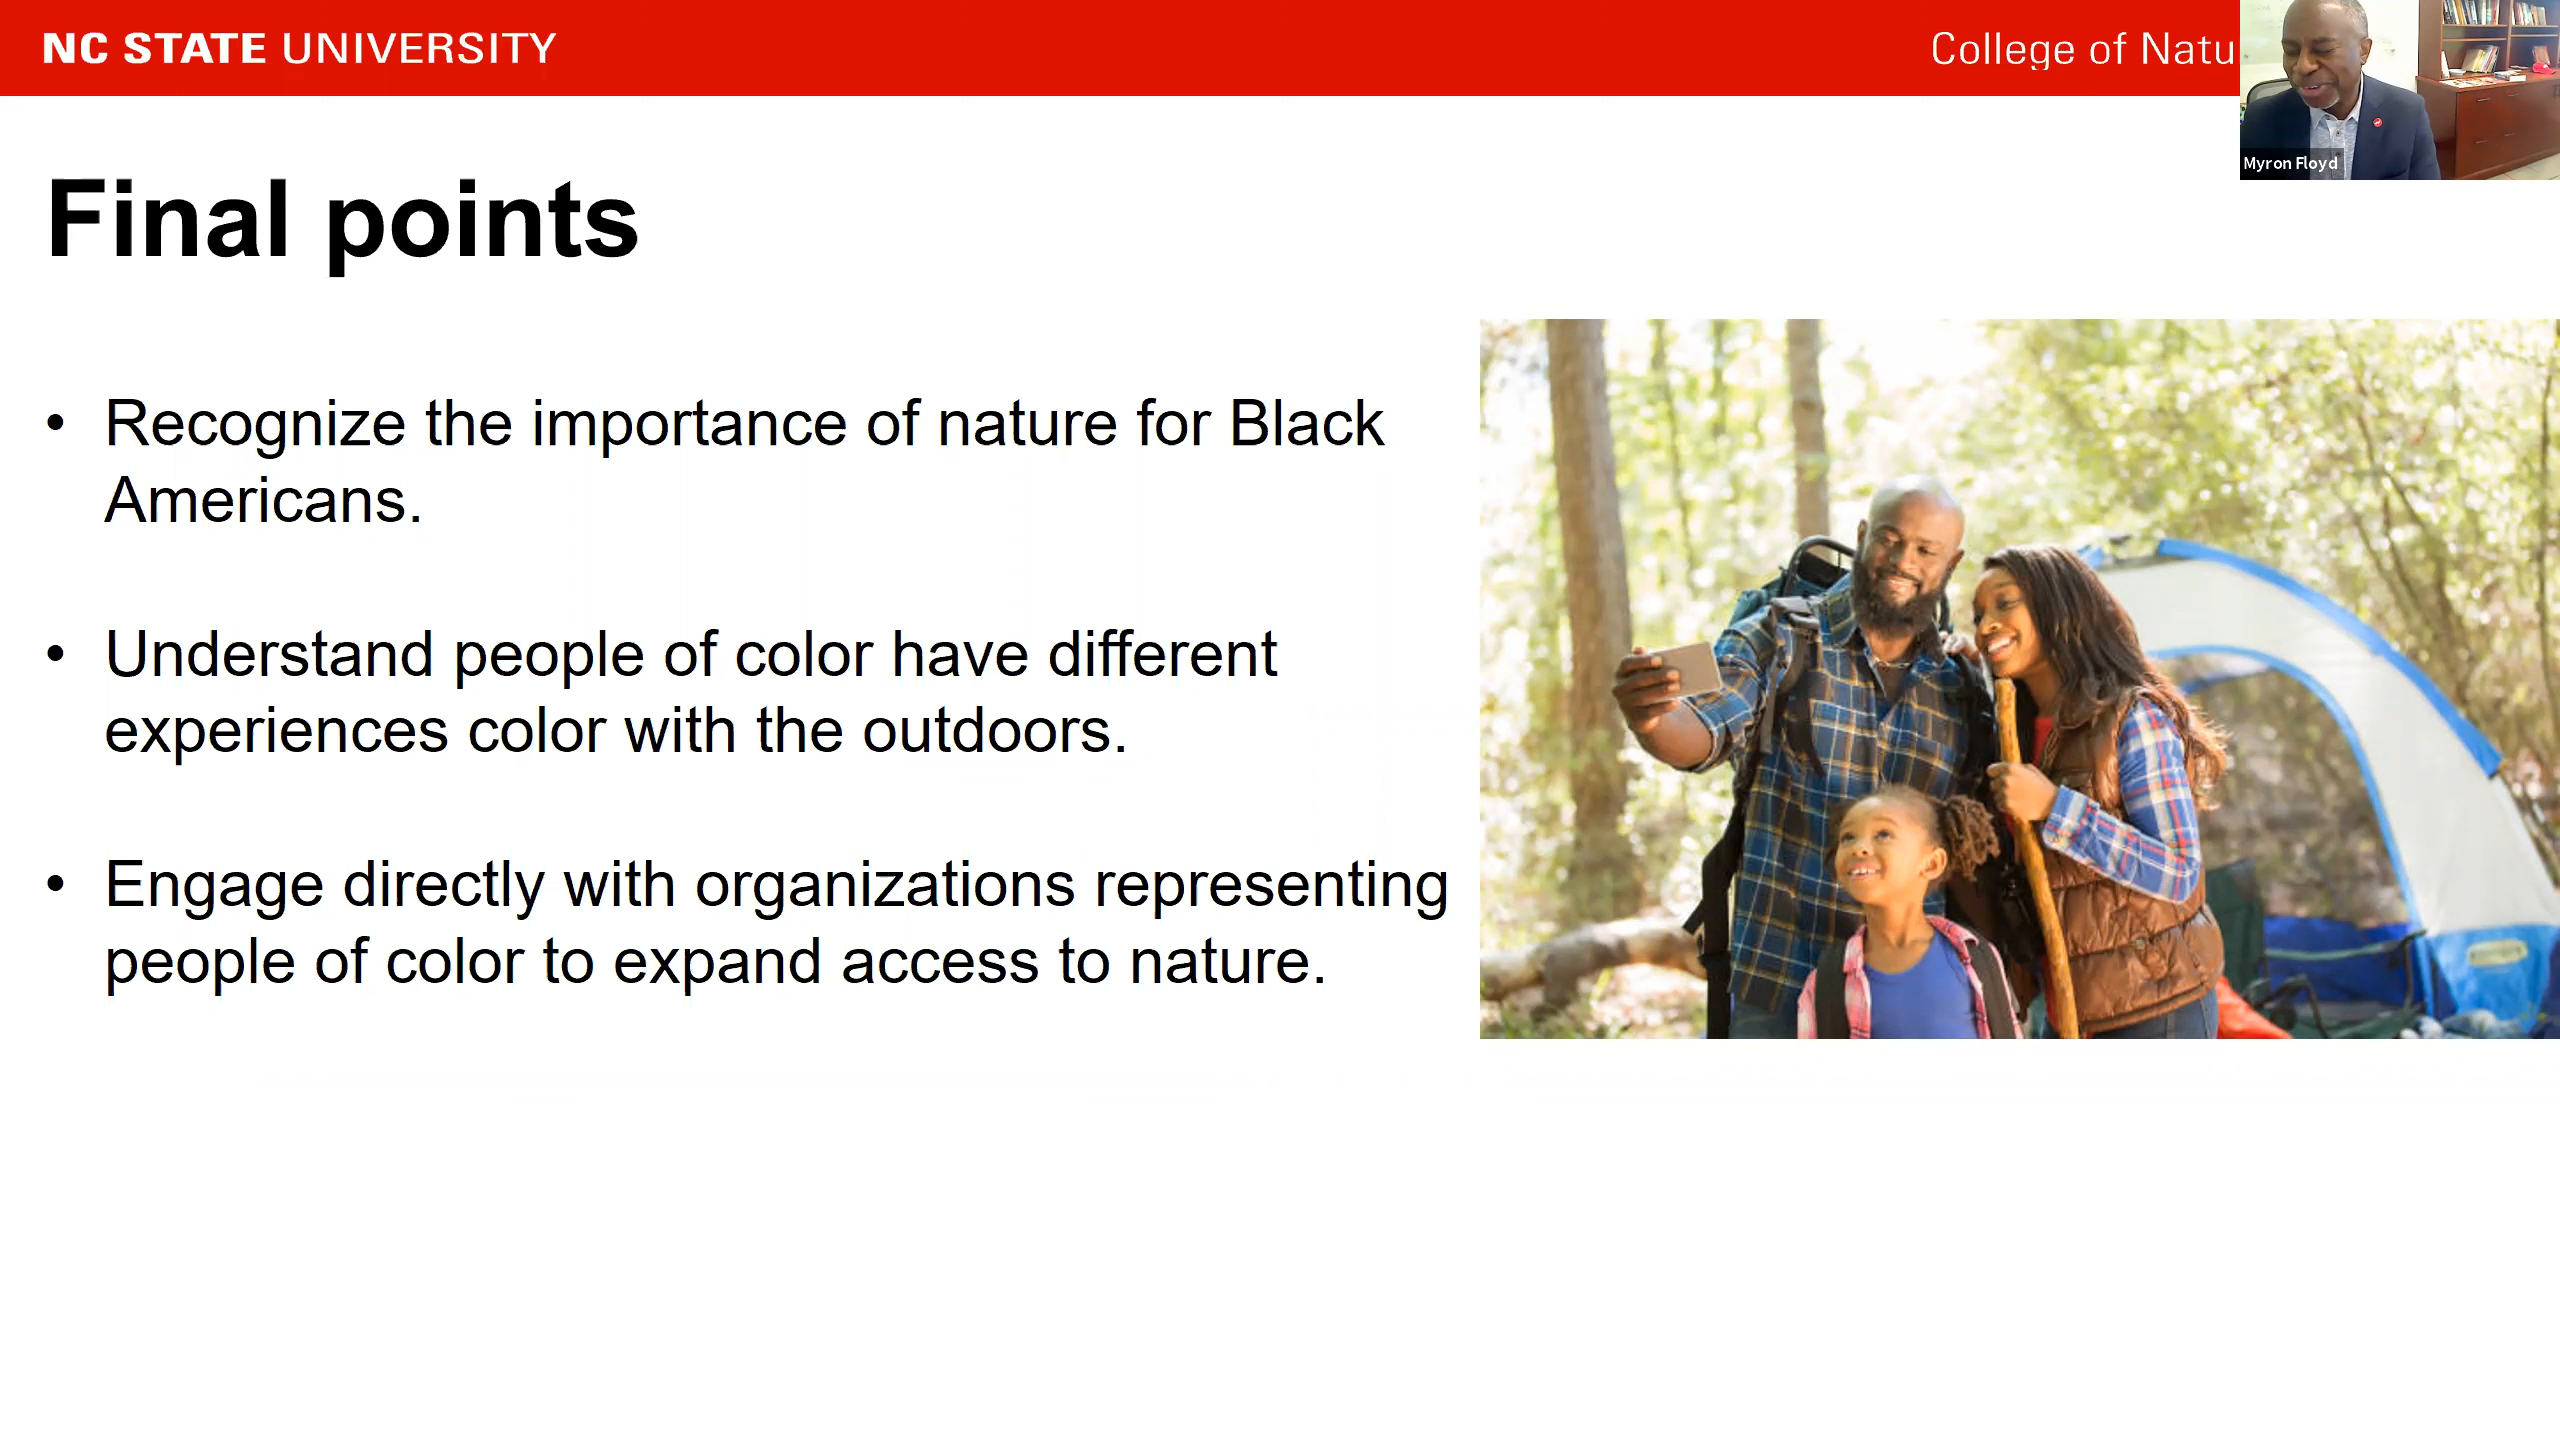 NC STATE UNIVERSITY
College of Natu
Myron Floyd
Final points
• Recognize the importance of nature for Black
Americans.
• Understand people of color have different
experiences color with the outdoors.
• Engage directly with organizations representing
people of color to expand access to nature.